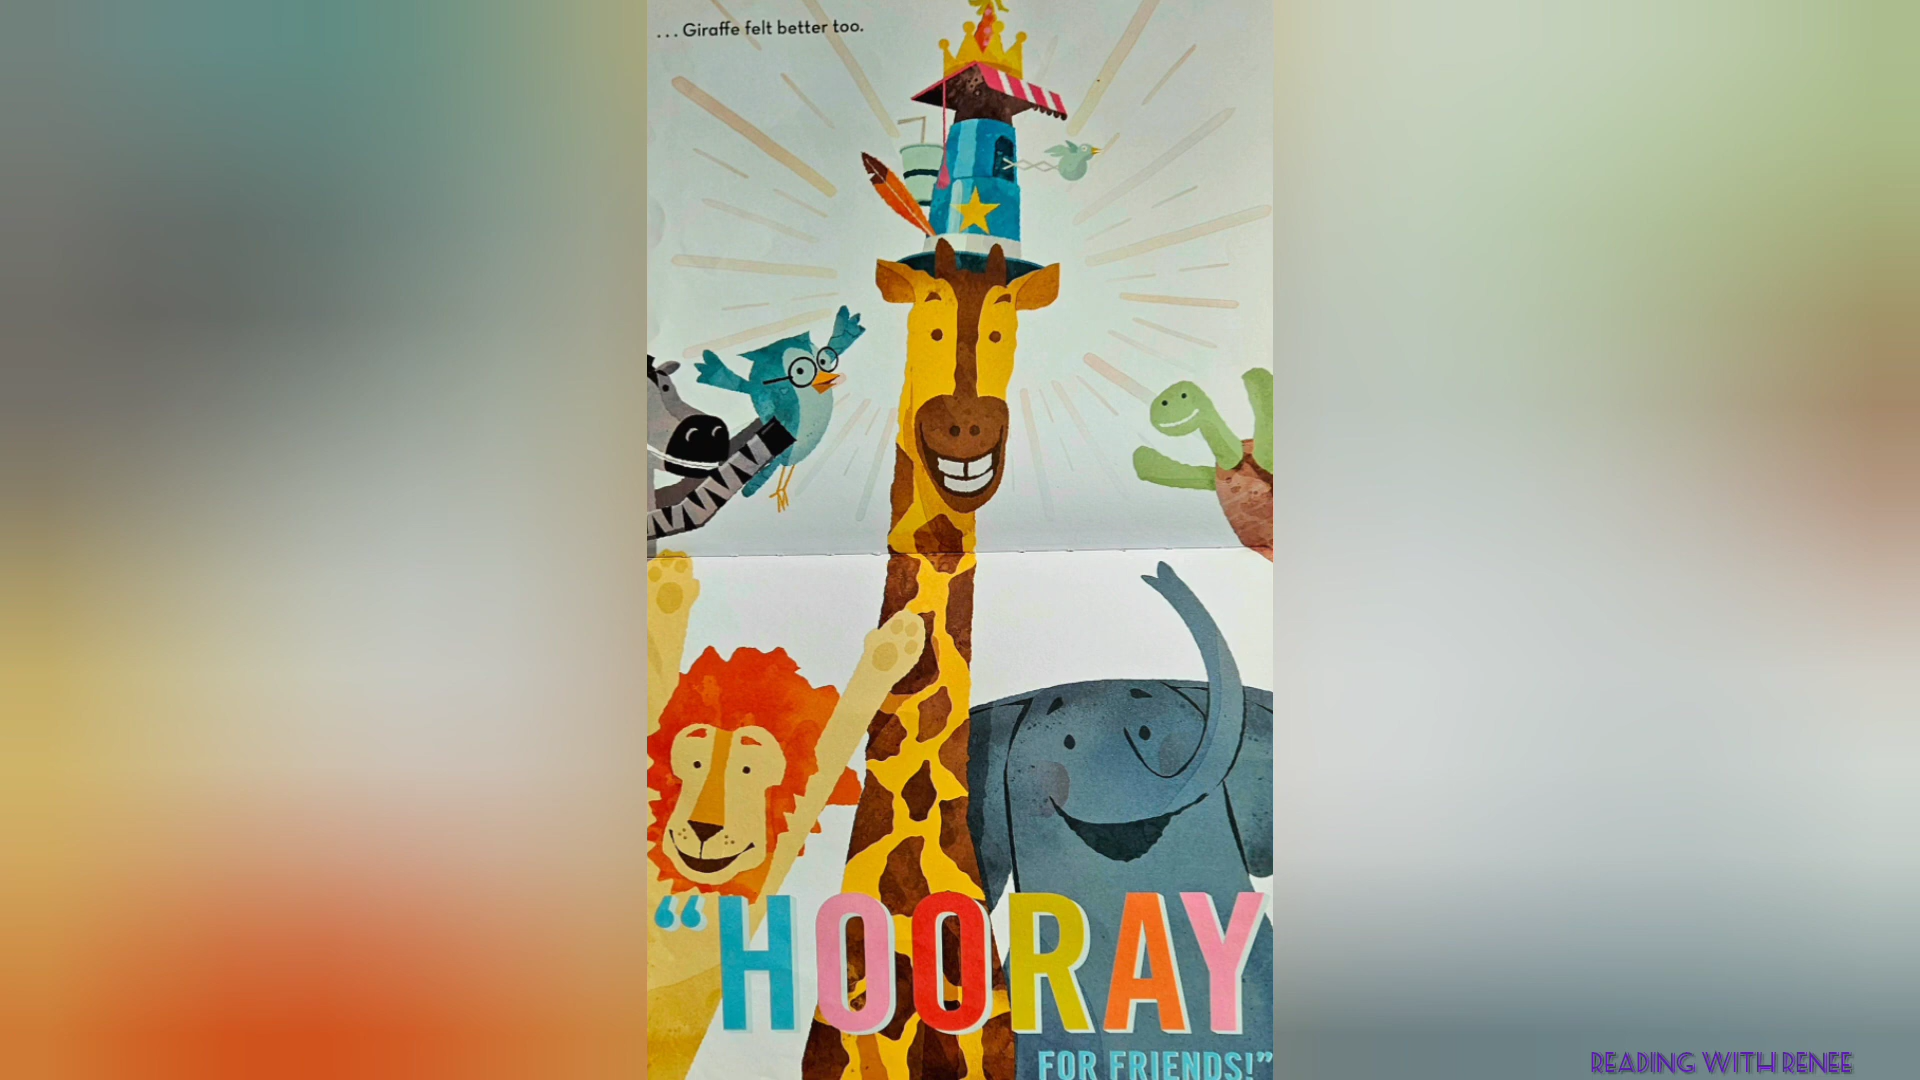 ...Giraffe felt better too.
“HOORAY
FOR FRIENDS!”
READING WITH RENEE